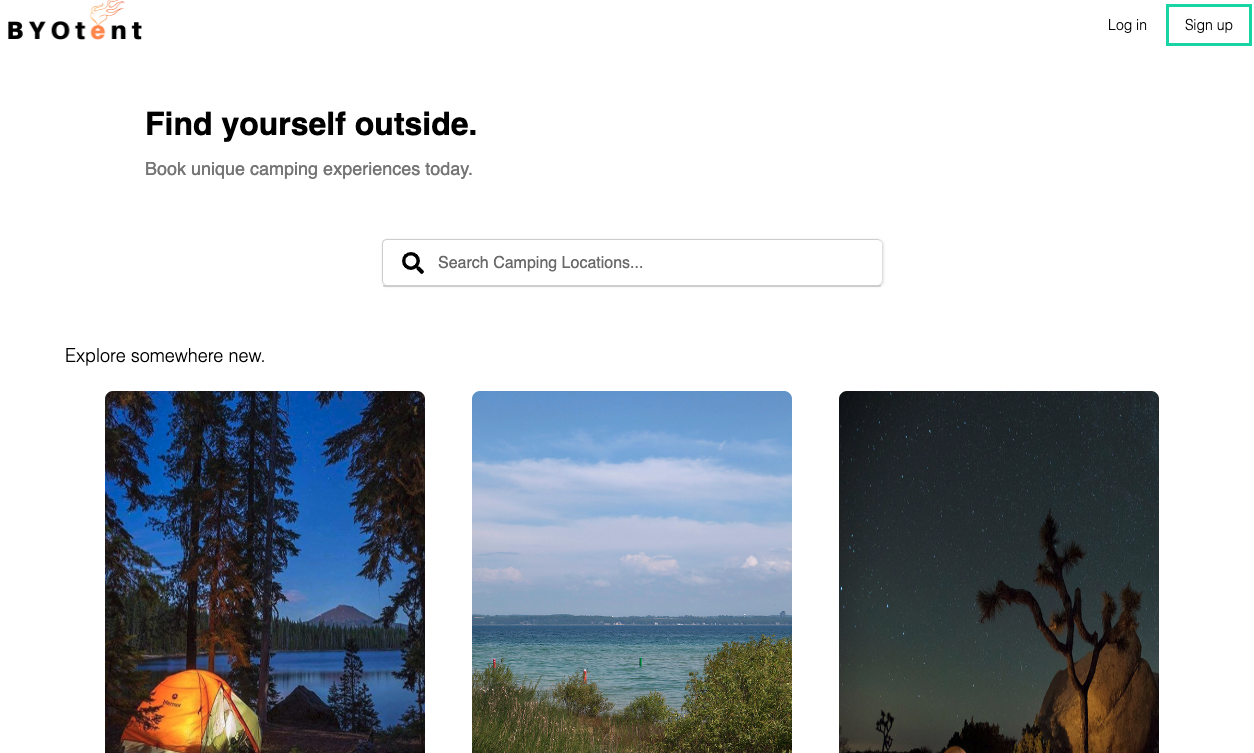 BYOtent
Log in
Sign up
Find yourself outside.
Book unique camping experiences today.
Search Camping Locations...
Explore somewhere new.